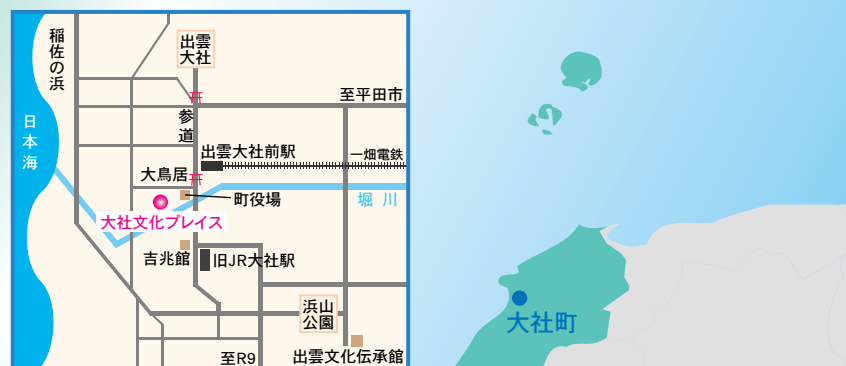 稲佐の浜
出雲
大社
至平田市
参道
日本海
出雲大社前駅
一畑電鉄
大鳥居
町役場
堀川
大社文化プレイス
吉兆館
旧JR大社駅
浜山
公園
至R9
出雲文化伝承館
大社町